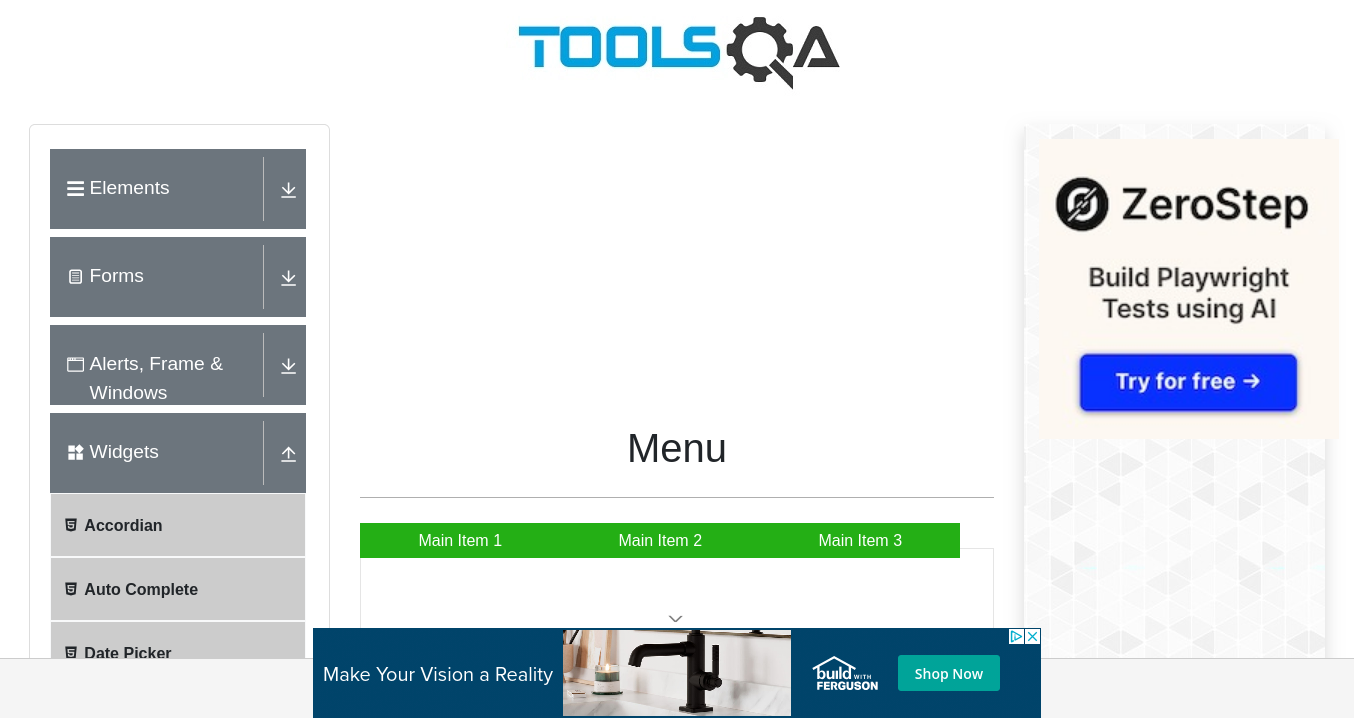 TOOLSQA
Elements
Forms
Alerts, Frame &
Windows
Widgets
Accordian
Auto Complete
Date Picker
Menu
Main Item 1
Main Item 2
Main Item 3
ZeroStep
Build Playwright
Tests using AI
Try for free →
Make Your Vision a Reality
build WITH
FERGUSON
Shop Now